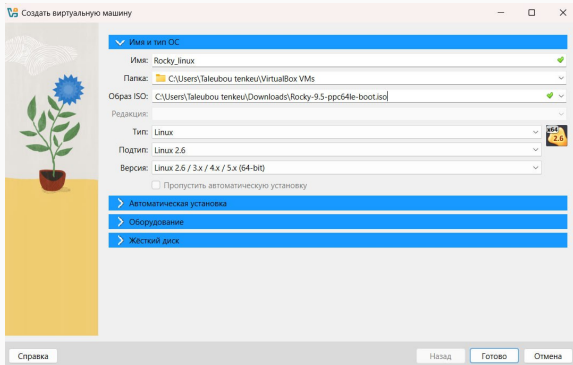 Создать виртуальную машину
Имя и тип ОС
Имя: Rocky_linux
Папка: C:\Users\Taleubou tenkeu\VirtualBox VMs
Образ ISO: C:\Users\Taleubou tenkeu\Downloads\Rocky-9.5-ppc64le-boot.iso
Редакция:
Тип: Linux
x64
2.6
Подтип: Linux 2.6
Версия: Linux 2.6 / 3.x / 4.x / 5.x (64-bit)
Пропустить автоматическую установку
Автоматическая установка
Оборудование
Жёсткий диск
Справка Назад Готово Отмена